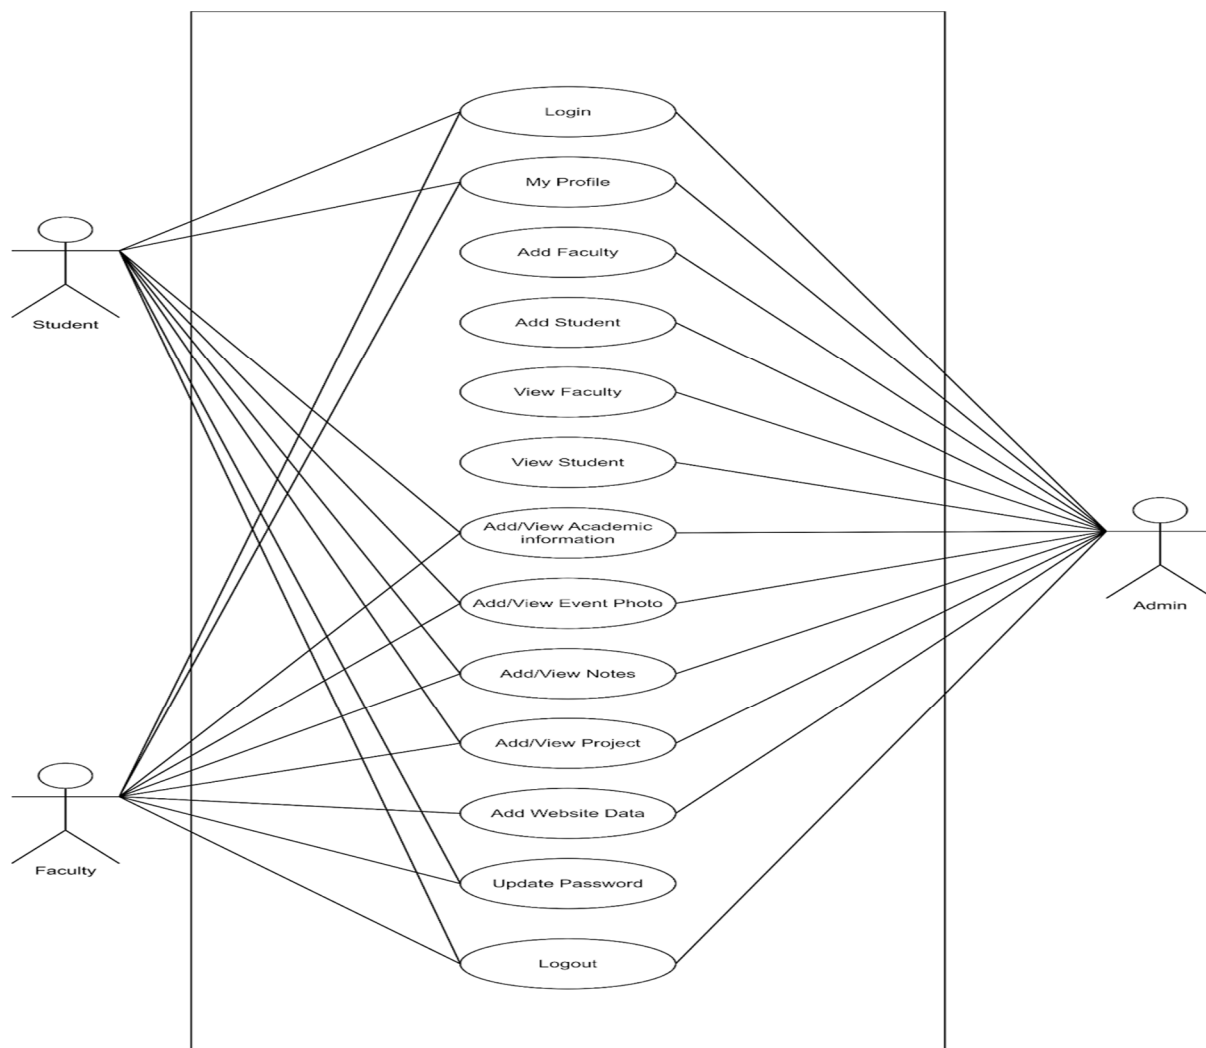 Login
My Profile
Add Faculty
Student
Add Student
View Faculty
View Student
Add/View Academic
information
Add/View Event Photo
Admin
Add/View Notes
Add/View Project
Add Website Data
Faculty
Update Password
Logout